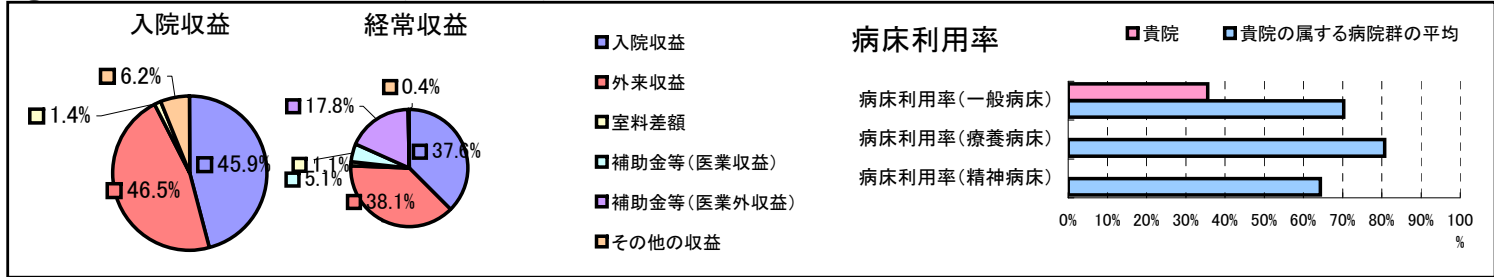 入院収益
6.2%
1.4%
45.9%
46.5%
経常収益
0.4%
17.8%
37.6%
1.1%
5.1%
38.1%
入院収益
外来収益
室料差額
補助金等(医業収益)
補助金等(医業外収益)
その他の収益
病床利用率
貴院
貴院の属する病院群の平均
病床利用率(一般病床)
病床利用率(療養病床)
病床利用率(精神病床)
0% 10% 20% 30% 40% 50% 60% 70% 80% 90% 100
%